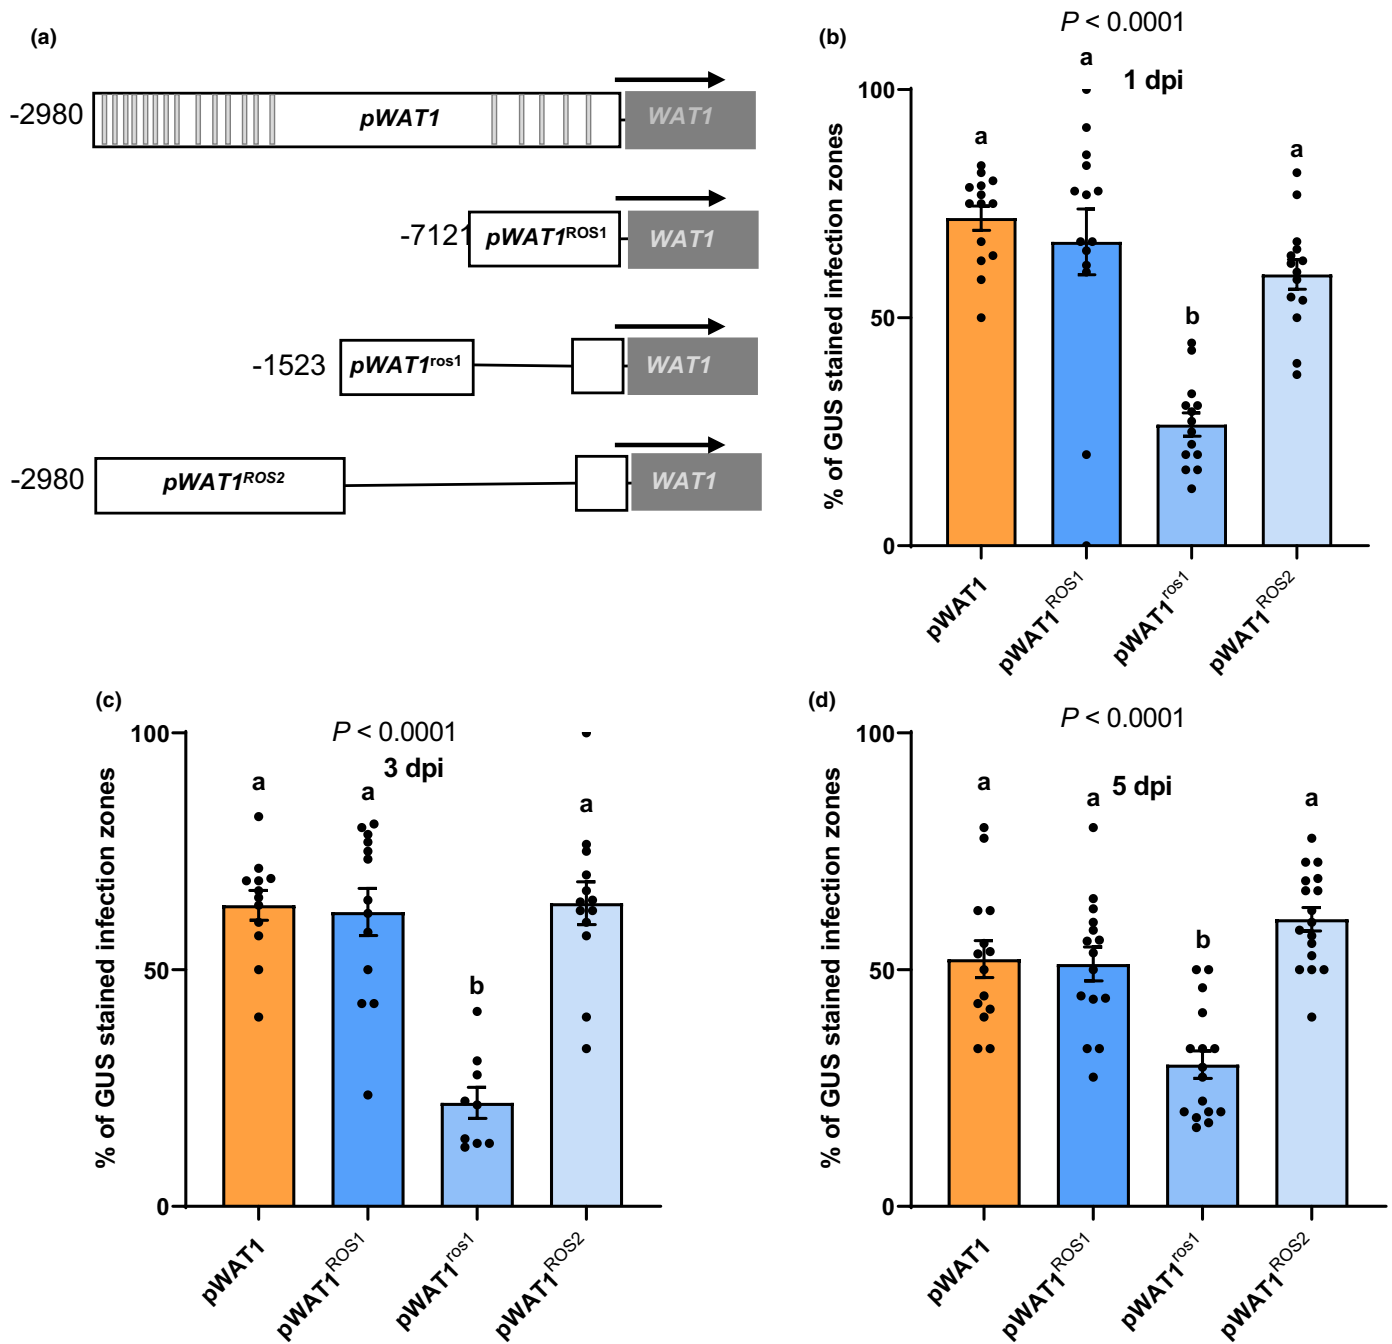 (a)
-2980 pWAT1 WAT1
-7121 pWAT1ROS1 WAT1
-1523 pWAT1ros1 WAT1
-2980 pWAT1ROS2 WAT1
(b)
P < 0.0001
1 dpi
% of GUS stained infection zones
100
50
0
a
a
b
a
pWAT1
pWAT1ROS1
pWAT1ros1
pWAT1ROS2
(c)
P < 0.0001
3 dpi
% of GUS stained infection zones
100
50
0
a
a
b
a
pWAT1
pWAT1ROS1
pWAT1ros1
pWAT1ROS2
(d)
P < 0.0001
5 dpi
% of GUS stained infection zones
100
50
0
a
a
b
a
pWAT1
pWAT1ROS1
pWAT1ros1
pWAT1ROS2